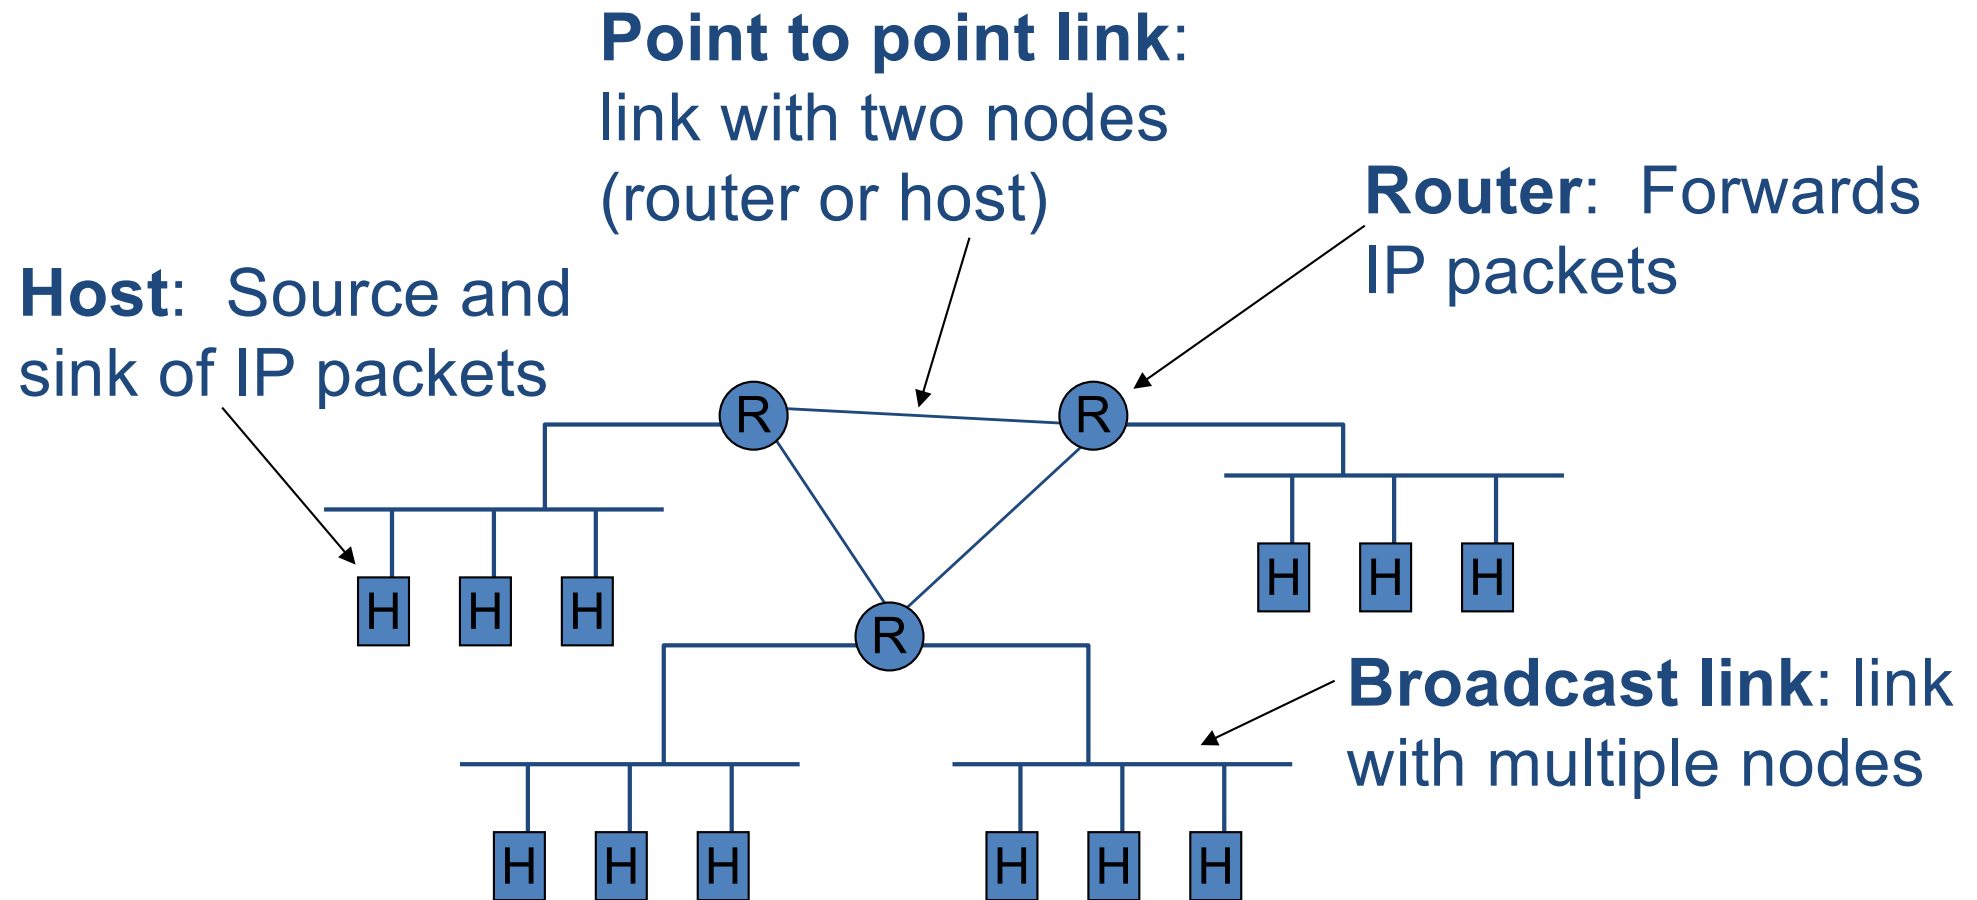 Point to point link:
link with two nodes
(router or host)
Router: Forwards
IP packets
Host: Source and
sink of IP packets
R
R
H
H
H
H
H
H
R
Broadcast link: link
with multiple nodes
H
H
H
H
H
H